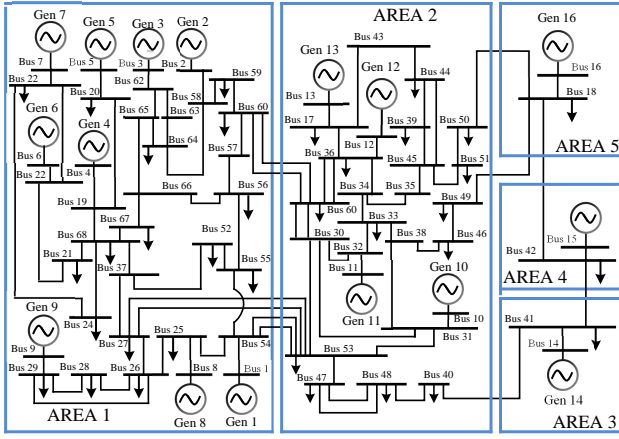 Gen 7
Gen 5
Gen 3
Gen 2
Bus 7
Bus 5
Bus 3
Bus 2
Bus 22
Bus 62
Bus 59
Bus 20
Bus 58
Gen 6
Gen 4
Bus 65
Bus 63
Bus 60
Bus 64
Bus 57
Bus 6
Bus 4
Bus 22
Bus 66
Bus 56
Bus 19
Bus 67
Bus 68
Bus 52
Bus 21
Bus 37
Bus 55
Gen 9
Bus 24
Bus 25
Bus 9
Bus 27
Bus 54
Bus 29
Bus 28
Bus 26
Bus 8
Bus 1
AREA 1
Gen 8
Gen 1
AREA 2
Gen 13
Bus 43
Gen 12
Bus 44
Bus 13
Bus 17
Bus 39
Bus 50
Bus 12
Bus 36
Bus 45
Bus 51
Bus 34
Bus 35
Bus 49
Bus 60
Bus 33
Bus 30
Bus 38
Bus 46
Bus 32
Bus 11
Gen 10
Gen 11
Bus 10
Bus 31
Bus 53
Bus 47
Bus 48
Bus 40
Gen 16
Bus 16
Bus 18
AREA 5
Bus 15
Bus 42
AREA 4
Bus 41
Bus 14
Gen 14
AREA 3